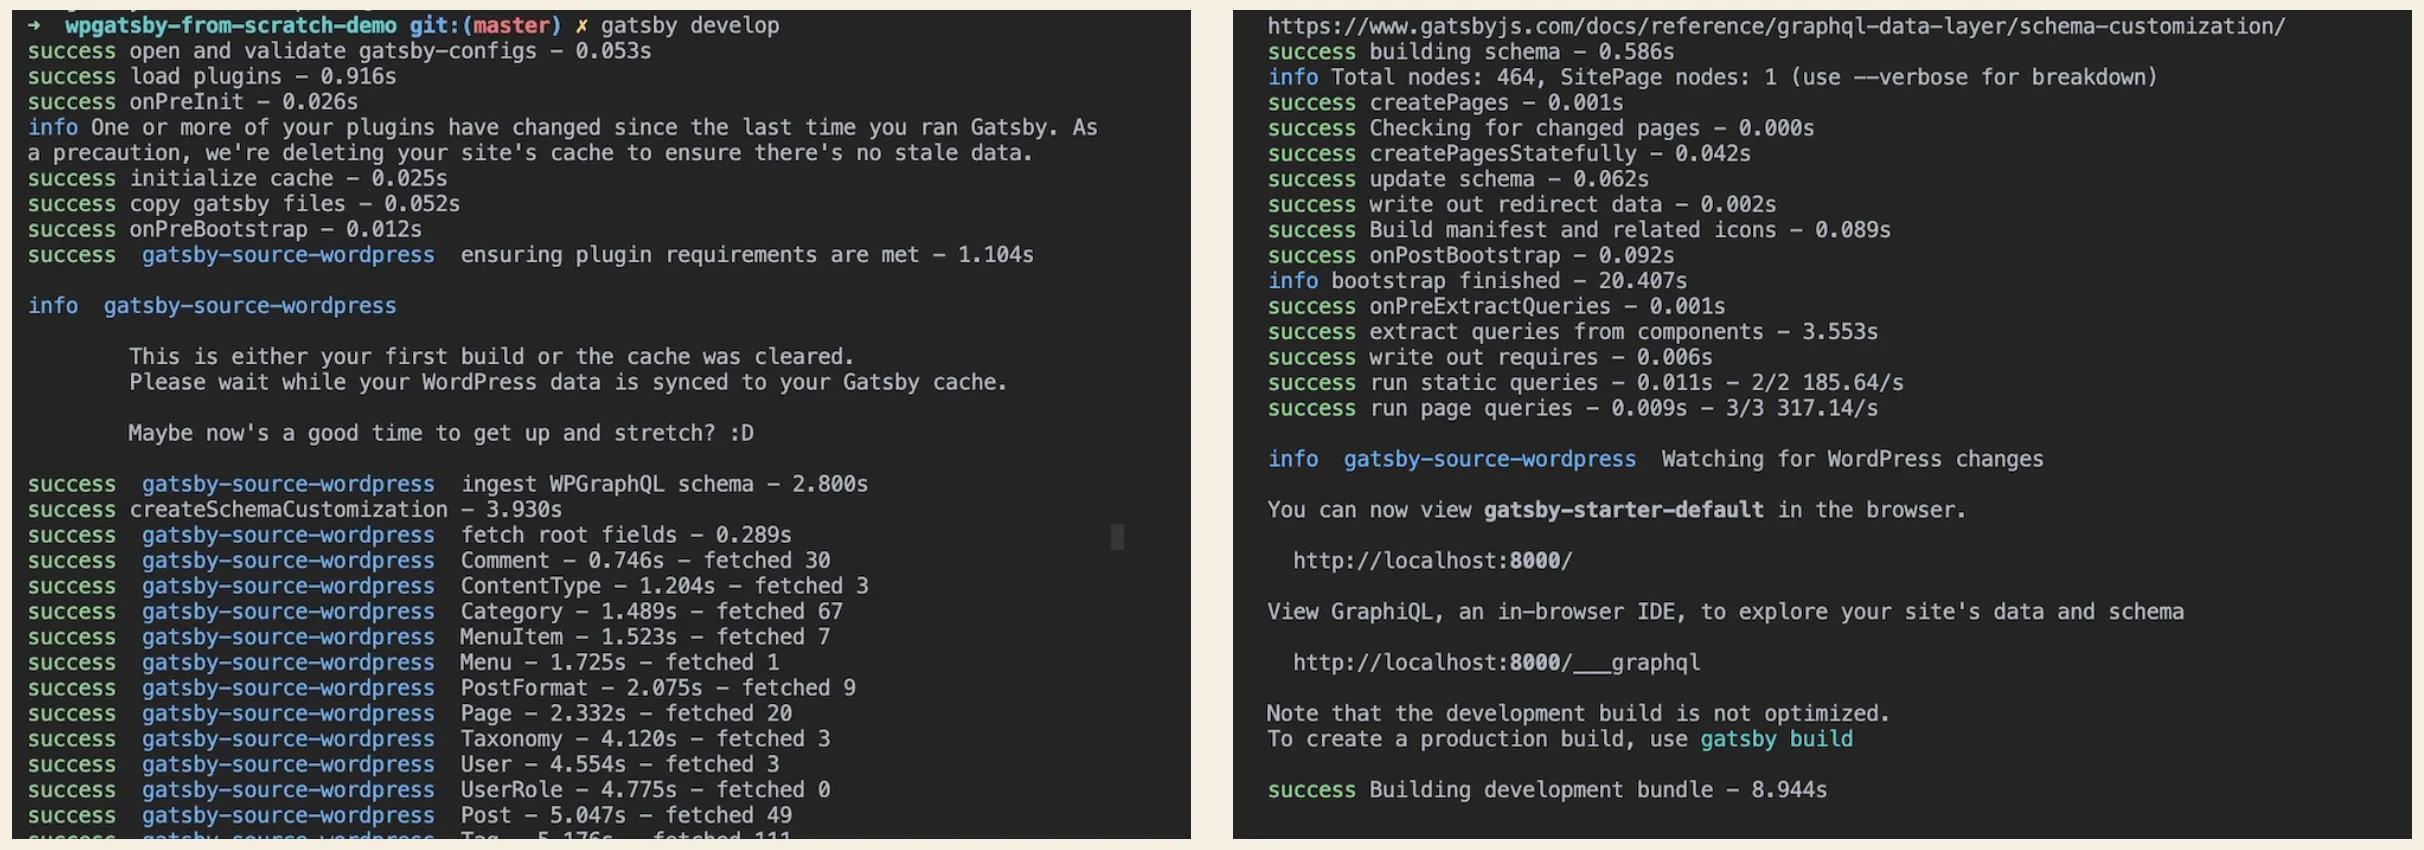 → wpgatsby-from-scratch-demo git:(master) ✗ gatsby develop
success open and validate gatsby-configs – 0.053s
success load plugins – 0.916s
success onPreInit – 0.026s
info One or more of your plugins have changed since the last time you ran Gatsby. As
a precaution, we're deleting your site's cache to ensure there's no stale data.
success initialize cache – 0.025s
success copy gatsby files – 0.052s
success onPreBootstrap – 0.012s
success gatsby-source-wordpress ensuring plugin requirements are met – 1.104s
info gatsby-source-wordpress
This is either your first build or the cache was cleared.
Please wait while your WordPress data is synced to your Gatsby cache.
Maybe now's a good time to get up and stretch? :D
success gatsby-source-wordpress ingest WPGraphQL schema – 2.800s
success createSchemaCustomization – 3.930s
success gatsby-source-wordpress fetch root fields – 0.289s
success gatsby-source-wordpress Comment – 0.746s – fetched 30
success gatsby-source-wordpress ContentType – 1.204s – fetched 3
success gatsby-source-wordpress Category – 1.489s – fetched 67
success gatsby-source-wordpress MenuItem – 1.523s – fetched 7
success gatsby-source-wordpress Menu – 1.725s – fetched 1
success gatsby-source-wordpress PostFormat – 2.075s – fetched 9
success gatsby-source-wordpress Page – 2.332s – fetched 20
success gatsby-source-wordpress Taxonomy – 4.120s – fetched 3
success gatsby-source-wordpress User – 4.554s – fetched 3
success gatsby-source-wordpress UserRole – 4.775s – fetched 0
success gatsby-source-wordpress Post – 5.047s – fetched 49
success gatsby-source-wordpress Tag – 5.176s – fetched 111
https://www.gatsbyjs.com/docs/reference/graphql-data-layer/schema-customization/
success building schema – 0.586s
info Total nodes: 464, SitePage nodes: 1 (use --verbose for breakdown)
success createPages – 0.001s
success Checking for changed pages – 0.000s
success createPagesStatefully – 0.042s
success update schema – 0.062s
success write out redirect data – 0.002s
success Build manifest and related icons – 0.089s
success onPostBootstrap – 0.092s
info bootstrap finished – 20.407s
success onPreExtractQueries – 0.001s
success extract queries from components – 3.553s
success write out requires – 0.006s
success run static queries – 0.011s – 2/2 185.64/s
success run page queries – 0.009s – 3/3 317.14/s
info gatsby-source-wordpress Watching for WordPress changes
You can now view gatsby-starter-default in the browser.
http://localhost:8000/
View GraphiQL, an in-browser IDE, to explore your site's data and schema
http://localhost:8000/___graphql
Note that the development build is not optimized.
To create a production build, use gatsby build
success Building development bundle – 8.944s